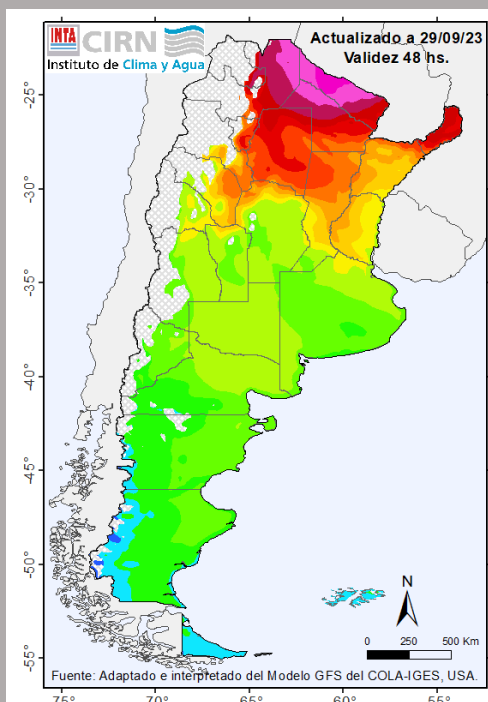 INTA CIRN
Instituto de Clima y Agua
Actualizado a 29/09/23
Validez 48 hs.
-25°
-30°
-35°
-40°
-45°
-50°
-55°
N
0 250 500 Km
Fuente: Adaptado e interpretado del Modelo GFS del COLA-IGES, USA.
-75° -70° -65° -60° -55°